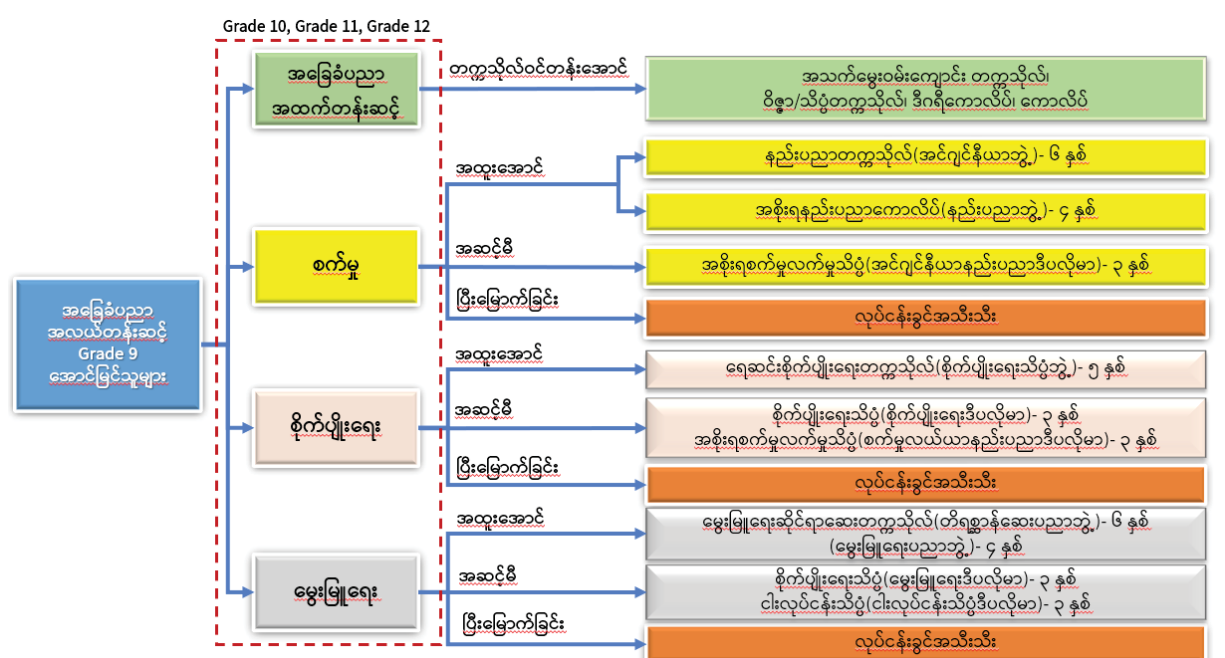 Grade 10, Grade 11, Grade 12
အခြေခံပညာ
အထက်တန်းဆင့်
တက္ကသိုလ်ဝင်တန်းအောင်
အသက်မွေးဝမ်းကျောင်း တက္ကသိုလ်၊
ဝိဇ္ဇာ/သိပ္ပံတက္ကသိုလ်၊ ဒီဂရီကောလိပ်၊ ကောလိပ်
အထူးအောင်
နည်းပညာတက္ကသိုလ်(အင်ဂျင်နီယာဘွဲ့)- ၆ နှစ်
အစိုးရနည်းပညာကောလိပ်(နည်းပညာဘွဲ့)- ၄ နှစ်
စက်မှု
အဆင့်မီ
အစိုးရစက်မှုလက်မှုသိပ္ပံ(အင်ဂျင်နီယာနည်းပညာဒီပလိုမာ)- ၃ နှစ်
ပြီးမြောက်ခြင်း
လုပ်ငန်းခွင်အသီးသီး
အခြေခံပညာ
အလယ်တန်းဆင့်
Grade 9
အောင်မြင်သူများ
အထူးအောင်
ရေဆင်းစိုက်ပျိုးရေးတက္ကသိုလ်(စိုက်ပျိုးရေးသိပ္ပံဘွဲ့)- ၅ နှစ်
စိုက်ပျိုးရေး
အဆင့်မီ
စိုက်ပျိုးရေးသိပ္ပံ(စိုက်ပျိုးရေးဒီပလိုမာ)- ၃ နှစ်
အစိုးရစက်မှုလက်မှုသိပ္ပံ(စက်မှုလယ်ယာနည်းပညာဒီပလိုမာ)- ၃ နှစ်
ပြီးမြောက်ခြင်း
လုပ်ငန်းခွင်အသီးသီး
အထူးအောင်
မွေးမြူရေးဆိုင်ရာဆေးတက္ကသိုလ်(တိရစ္ဆာန်ဆေးပညာဘွဲ့)- ၆ နှစ်
(မွေးမြူရေးပညာဘွဲ့)- ၄ နှစ်
မွေးမြူရေး
အဆင့်မီ
စိုက်ပျိုးရေးသိပ္ပံ(မွေးမြူရေးဒီပလိုမာ)- ၃ နှစ်
ငါးလုပ်ငန်းသိပ္ပံ(ငါးလုပ်ငန်းသိပ္ပံဒီပလိုမာ)- ၃ နှစ်
ပြီးမြောက်ခြင်း
လုပ်ငန်းခွင်အသီးသီး